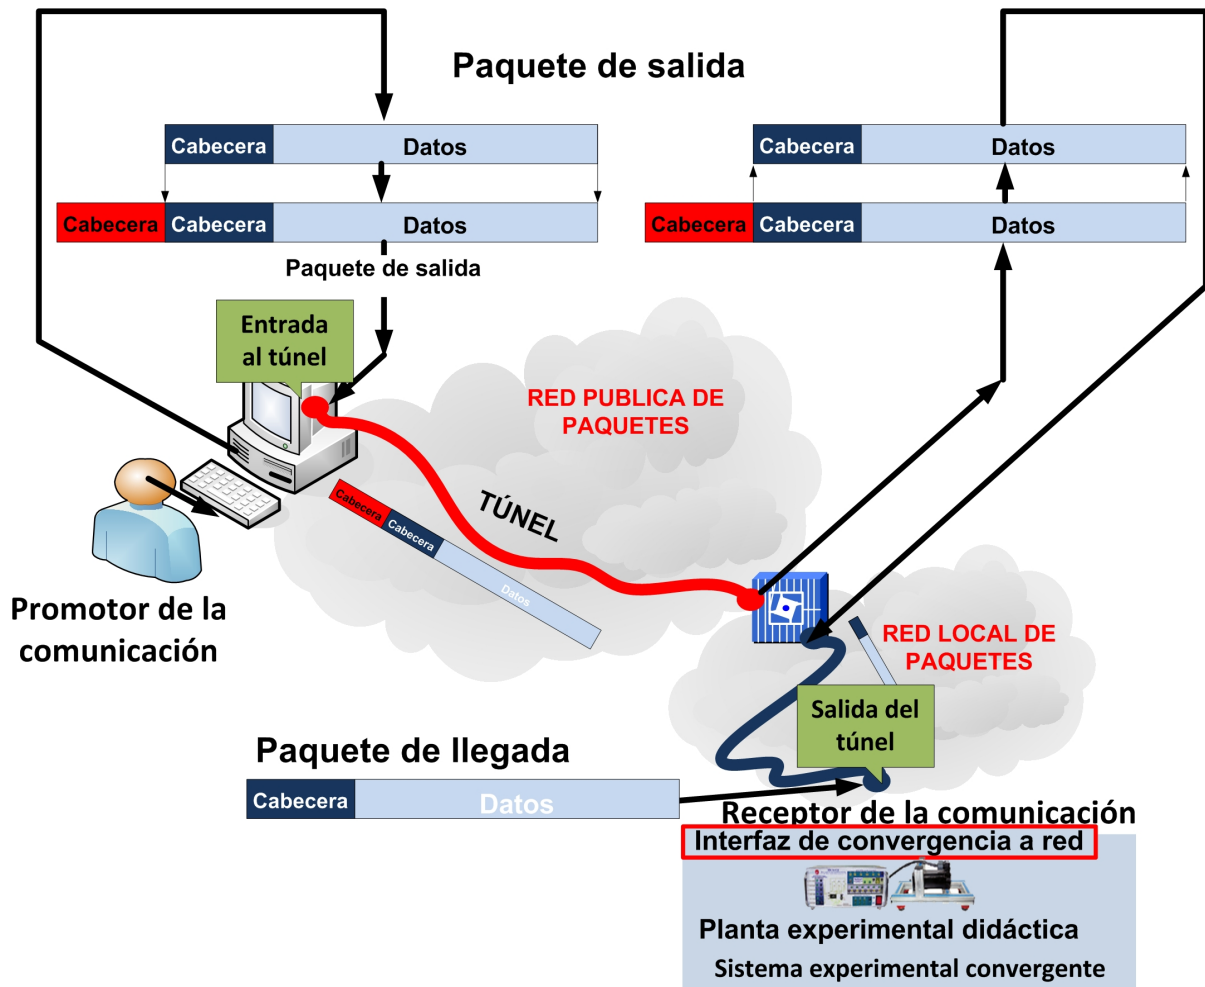 Paquete de salida
Cabecera Datos
Cabecera Datos
Cabecera Cabecera Datos
Cabecera Cabecera Datos
Paquete de salida
Entrada
al túnel
RED PUBLICA DE
PAQUETES
TÚNEL
Cabecera Cabecera Datos
Promotor de la
comunicación
RED LOCAL DE
PAQUETES
Salida del
túnel
Paquete de llegada
Cabecera Datos
Receptor de la comunicación
Interfaz de convergencia a red
Planta experimental didáctica
Sistema experimental convergente